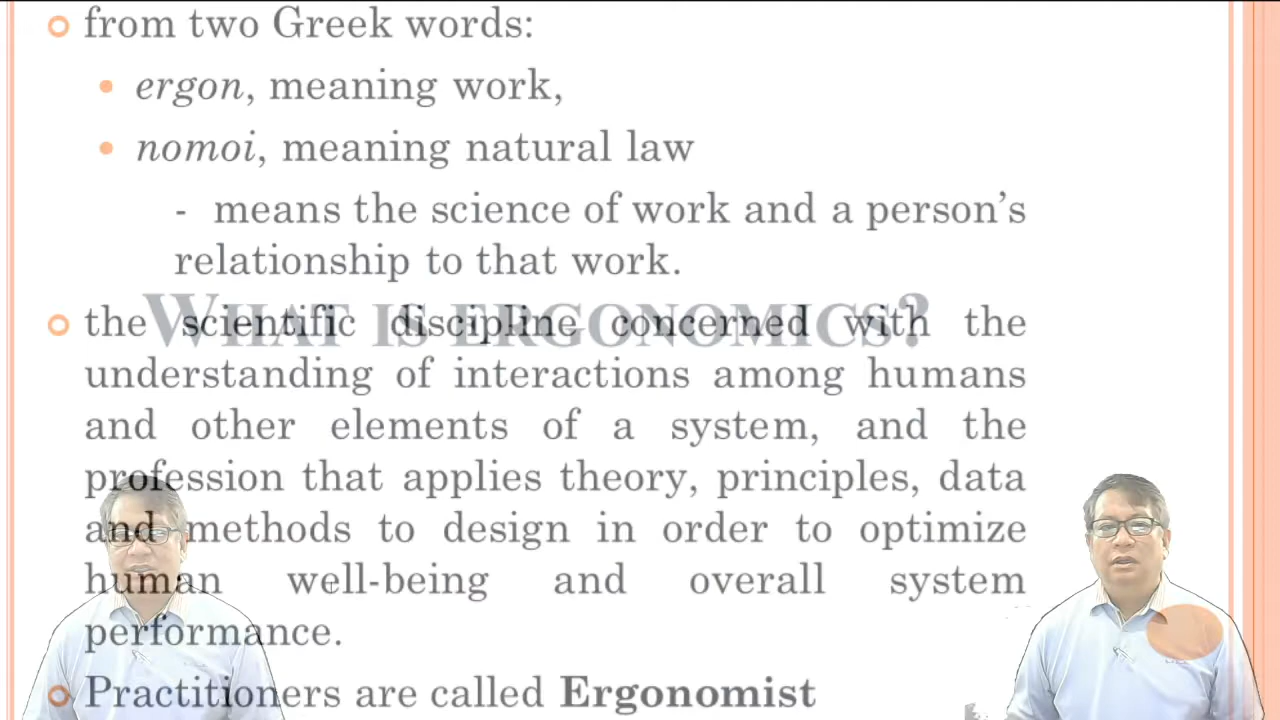 from two Greek words:
ergon, meaning work,
nomoi, meaning natural law
- means the science of work and a person's
relationship to that work.
WHAT IS ERGONOMICS?
the scientific discipline concerned with the
understanding of interactions among humans
and other elements of a system, and the
profession that applies theory, principles, data
and methods to design in order to optimize
human well-being and overall system
performance.
Practitioners are called Ergonomist